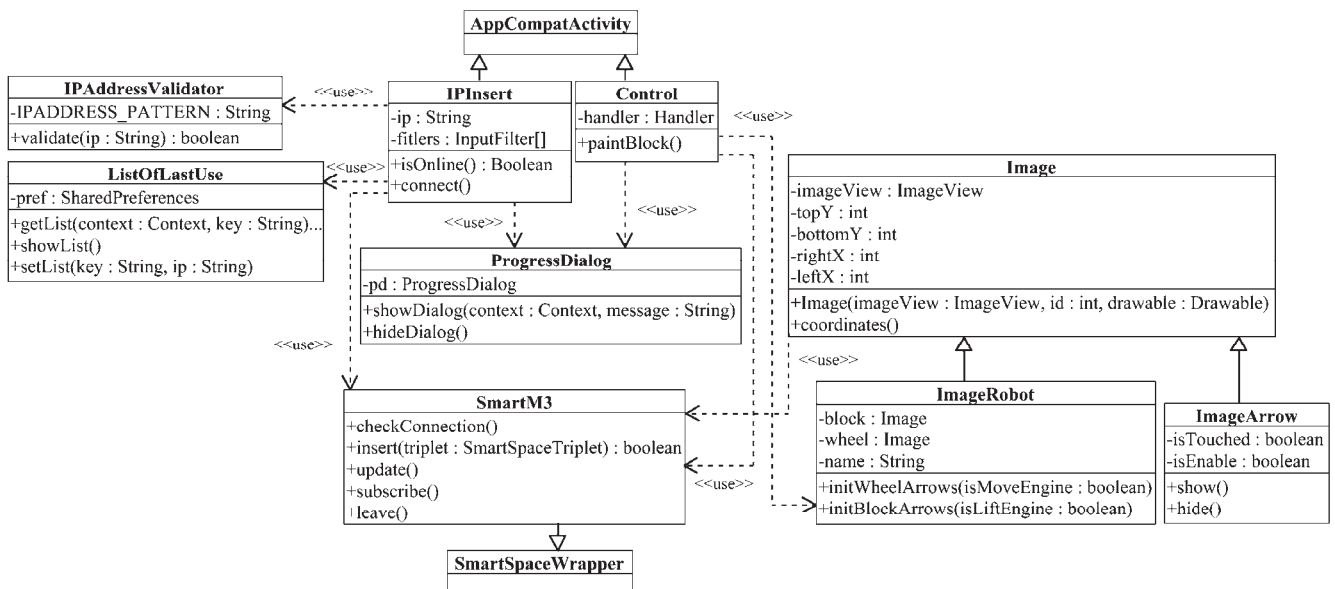 AppCompatActivity
IPAddressValidator
-IPADDRESS_PATTERN : String
+validate(ip : String) : boolean
<<use>>
IPInsert
-ip : String
-fitlers : InputFilter[]
+isOnline() : Boolean
+connect()
Control
-handler : Handler
+paintBlock()
<<use>>
ListOfLastUse
-pref : SharedPreferences
+getList(context : Context, key : String)...
+showList()
+setList(key : String, ip : String)
<<use>>
<<use>>
<<use>>
Image
-imageView : ImageView
-topY : int
-bottomY : int
-rightX : int
-leftX : int
+Image(imageView : ImageView, id : int, drawable : Drawable)
+coordinates()
ProgressDialog
-pd : ProgressDialog
+showDialog(context : Context, message : String)
+hideDialog()
<<use>>
<<use>>
SmartM3
+checkConnection()
+insert(triplet : SmartSpaceTriplet) : boolean
+update()
+subscribe()
+leave()
<<use>>
ImageRobot
-block : Image
-wheel : Image
-name : String
+initWheelArrows(isMoveEngine : boolean)
+initBlockArrows(isLiftEngine : boolean)
ImageArrow
-isTouched : boolean
-isEnable : boolean
+show()
+hide()
SmartSpaceWrapper